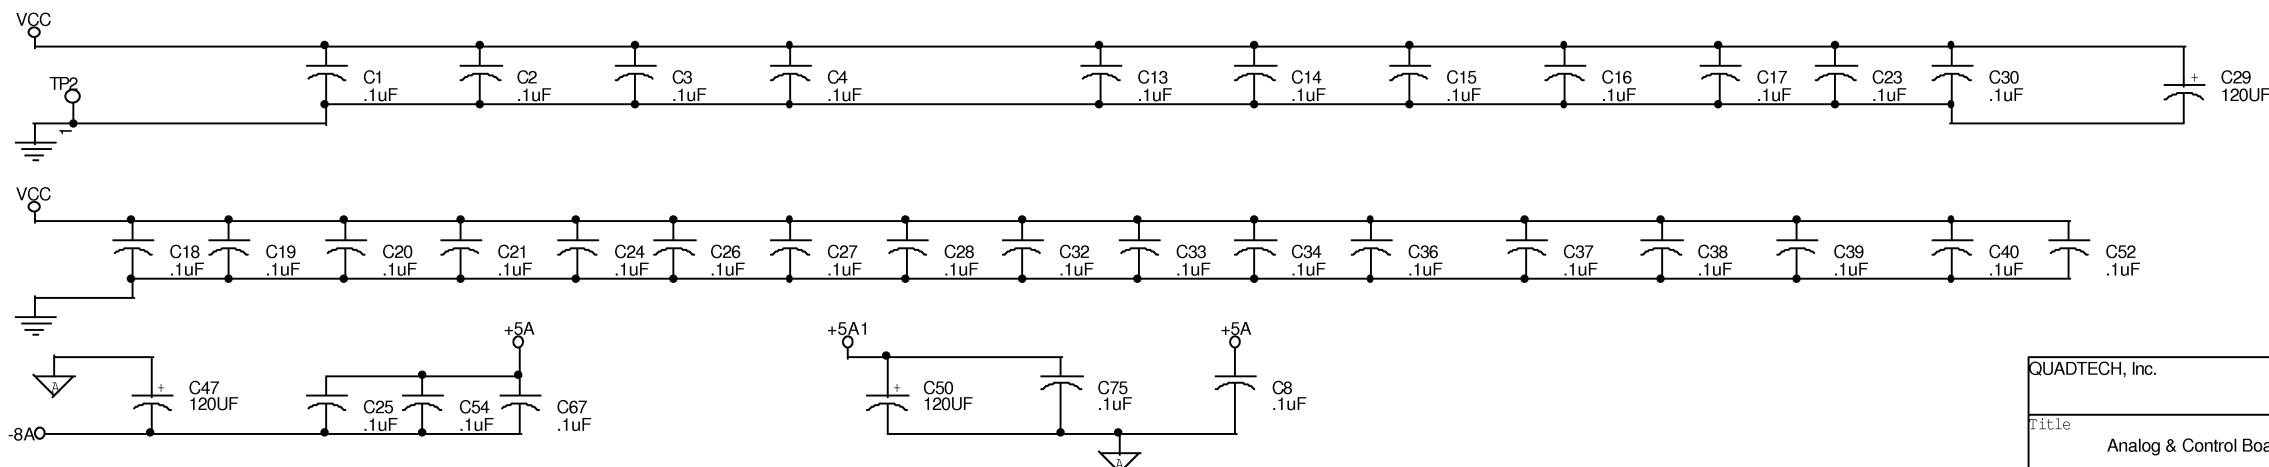 VCC
TP2
1
C1
.1uF
C2
.1uF
C3
.1uF
C4
.1uF
C13
.1uF
C14
.1uF
C15
.1uF
C16
.1uF
C17
.1uF
C23
.1uF
C30
.1uF
+
C29
120UF
VCC
C18
.1uF
C19
.1uF
C20
.1uF
C21
.1uF
C24
.1uF
C26
.1uF
C27
.1uF
C28
.1uF
C32
.1uF
C33
.1uF
C34
.1uF
C36
.1uF
C37
.1uF
C38
.1uF
C39
.1uF
C40
.1uF
C52
.1uF
A
+
C47
120UF
-8A
+5A
C25
.1uF
C54
.1uF
C67
.1uF
+5A1
+
C50
120UF
C75
.1uF
+5A
C8
.1uF
A
QUADTECH, Inc.
Title
Analog & Control Boa